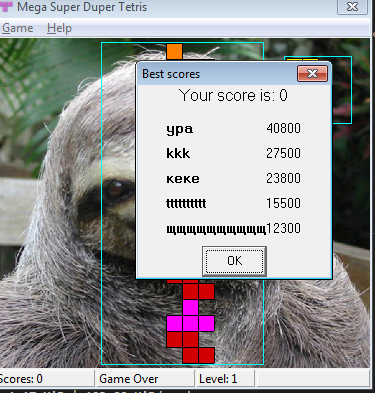 Mega Super Duper Tetris
Game Help
Best scores
Your score is: 0
ура 40800
kkk 27500
кеке 23800
tttttttttt 15500
щщщщщщщщщщ 12300
OK
Scores: 0 Game Over Level: 1